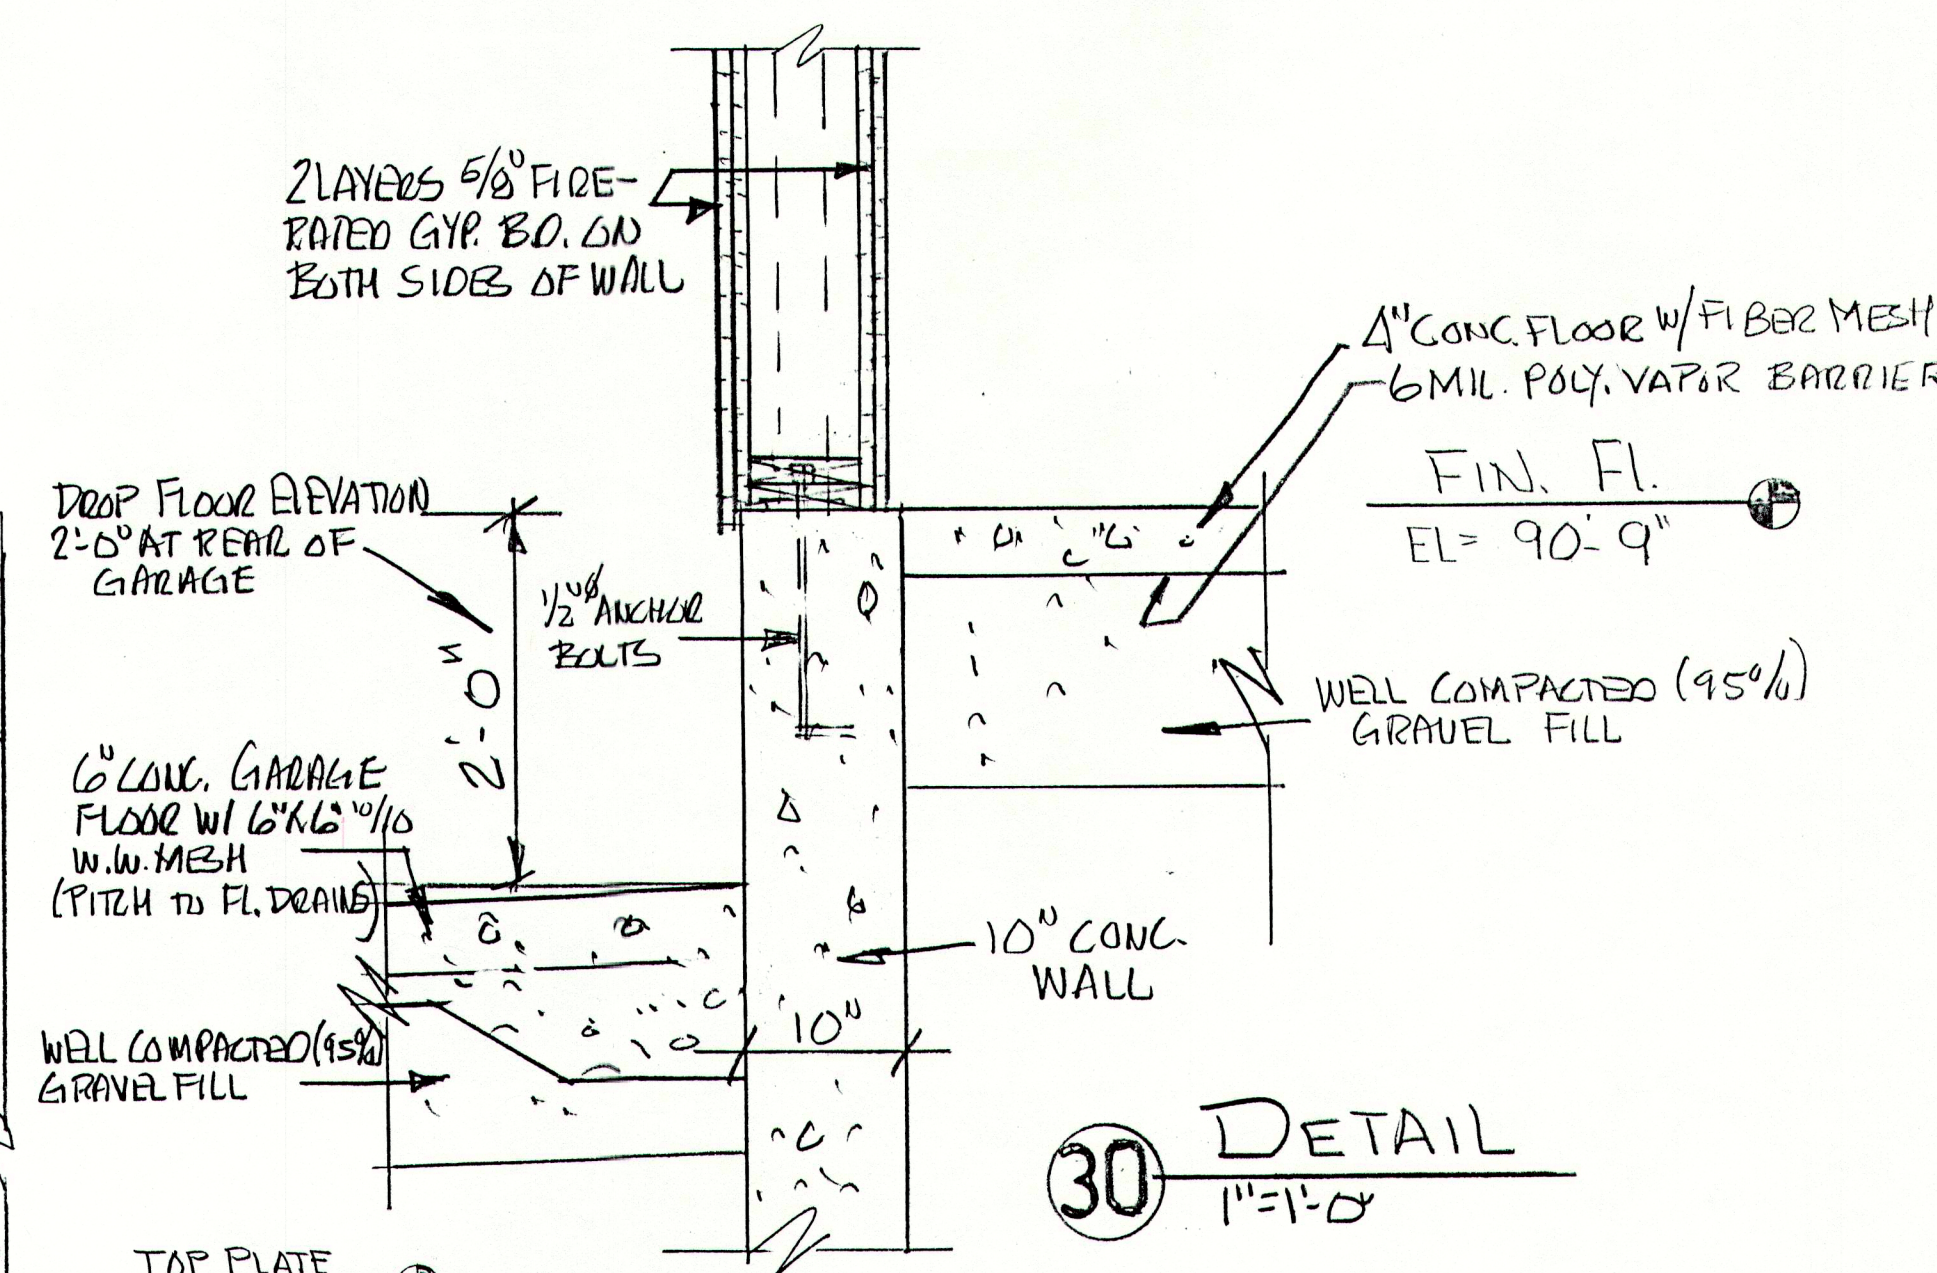 2 LAYERS 5/8" FIRE-
RATED GYP. BD. ON
BOTH SIDES OF WALL
4" CONC. FLOOR W/ FIBER MESH
6 MIL. POLY. VAPOR BARRIER
FIN. FL.
EL= 90'-9"
DROP FLOOR ELEVATION
2'-0" AT REAR OF
GARAGE
1/2"Ø ANCHOR
BOLTS
2'-0"
WELL COMPACTED (95%)
GRAVEL FILL
6" CONC. GARAGE
FLOOR W/ 6"X6" 10/10
W.W. MESH
(PITCH TO FL. DRAINS)
10" CONC.
WALL
10"
WELL COMPACTED (95%)
GRAVEL FILL
30 DETAIL
1"=1'-0"
TOP PLATE